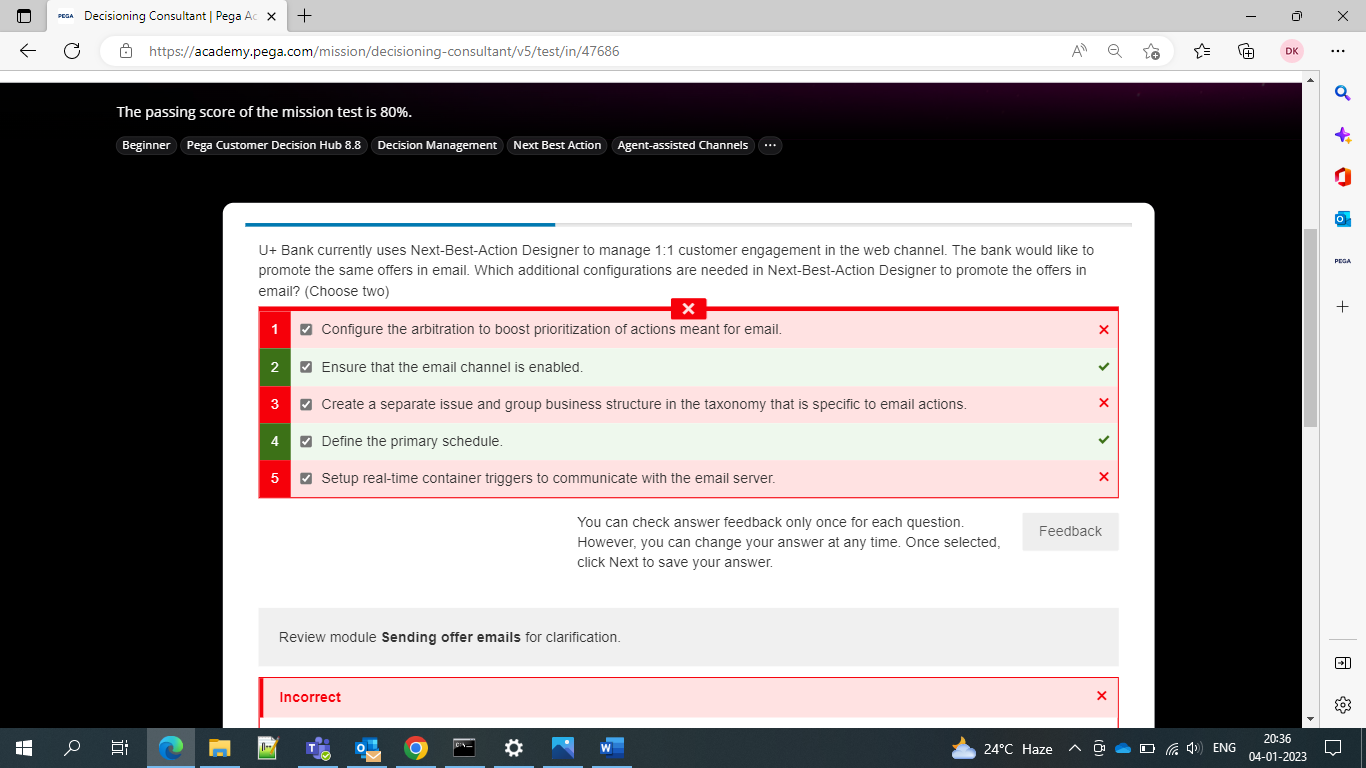 PEGA
Decisioning Consultant | Pega Ac
https://academy.pega.com/mission/decisioning-consultant/v5/test/in/47686
DK
The passing score of the mission test is 80%.
Beginner Pega Customer Decision Hub 8.8 Decision Management Next Best Action Agent-assisted Channels ···
U+ Bank currently uses Next-Best-Action Designer to manage 1:1 customer engagement in the web channel. The bank would like to
promote the same offers in email. Which additional configurations are needed in Next-Best-Action Designer to promote the offers in
email? (Choose two)
1 Configure the arbitration to boost prioritization of actions meant for email.
2 Ensure that the email channel is enabled.
3 Create a separate issue and group business structure in the taxonomy that is specific to email actions.
4 Define the primary schedule.
5 Setup real-time container triggers to communicate with the email server.
You can check answer feedback only once for each question.
However, you can change your answer at any time. Once selected,
click Next to save your answer.
Feedback
Review module Sending offer emails for clarification.
Incorrect
PEGA
24°C Haze
ENG
20:36
04-01-2023